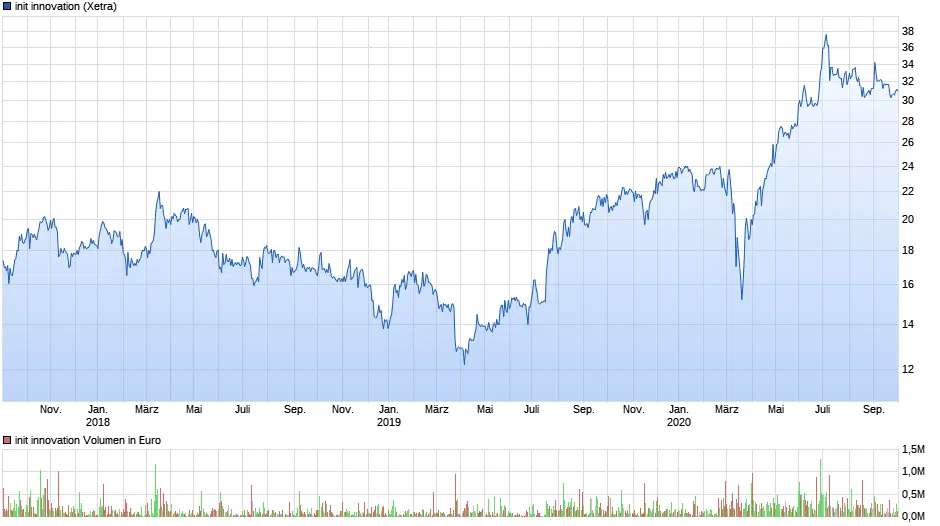 init innovation (Xetra)
38
36
34
32
30
28
26
24
22
20
18
16
14
12
Nov. Jan. März Mai Juli Sep. Nov. Jan. März Mai Juli Sep. Nov. Jan. März Mai Juli Sep.
2018 2019 2020
init innovation Volumen in Euro
1,5M
1,0M
0,5M
0,0M